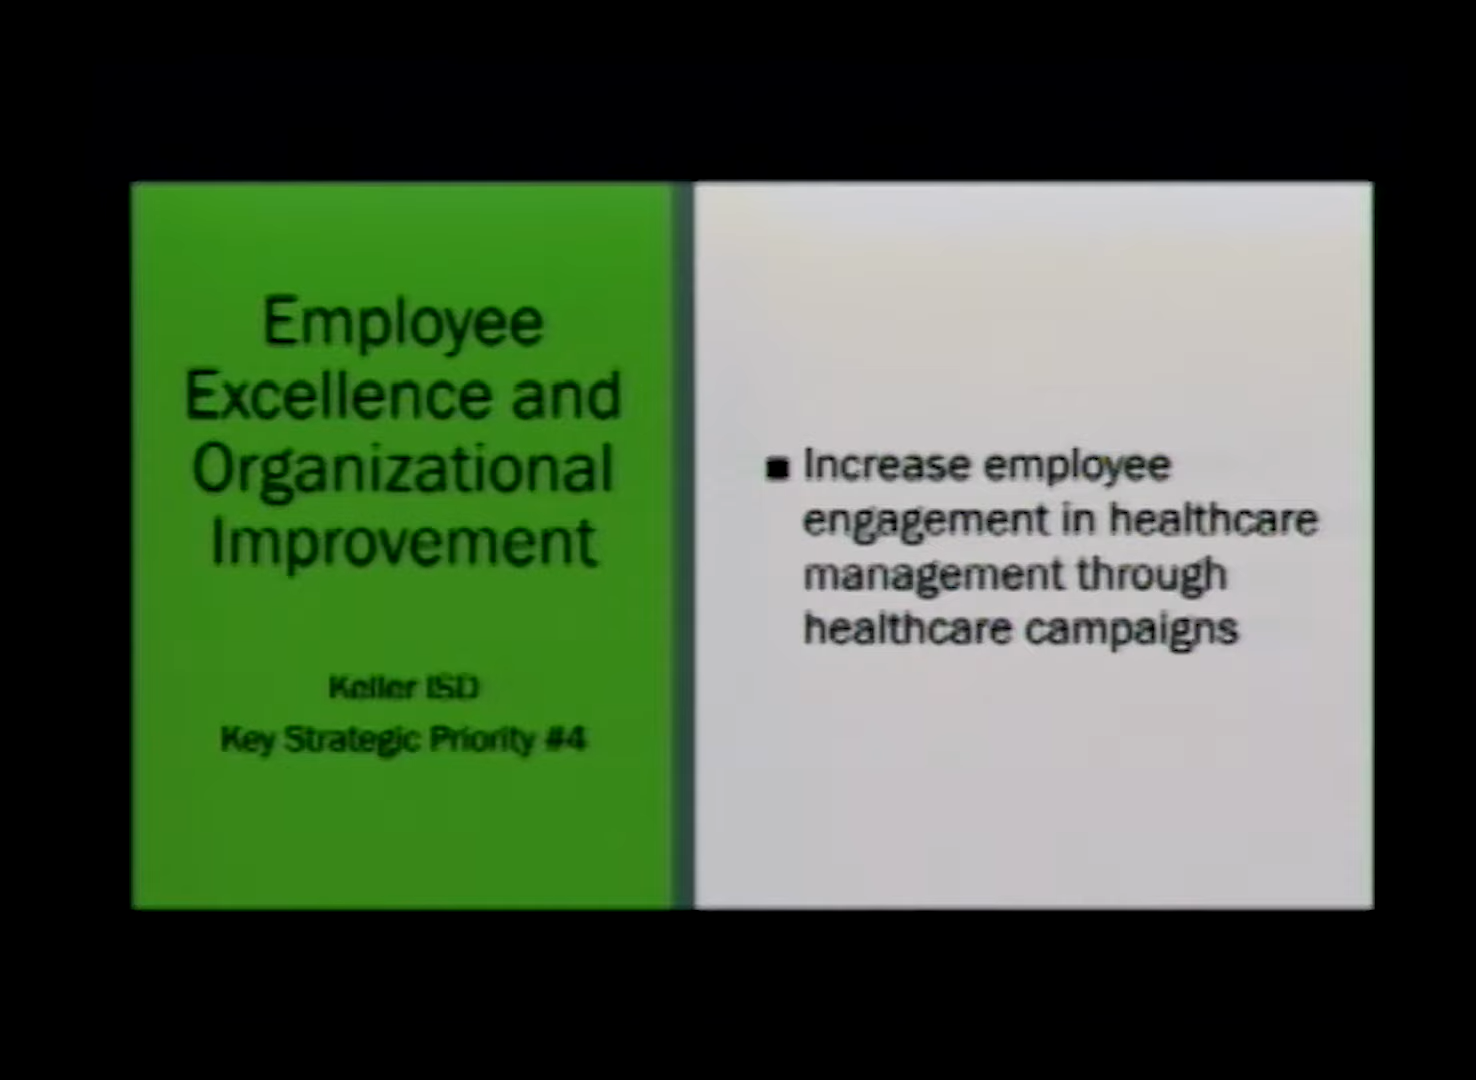 Employee
Excellence and
Organizational
Improvement
Keller ISD
Key Strategic Priority #4
■ Increase employee
engagement in healthcare
management through
healthcare campaigns